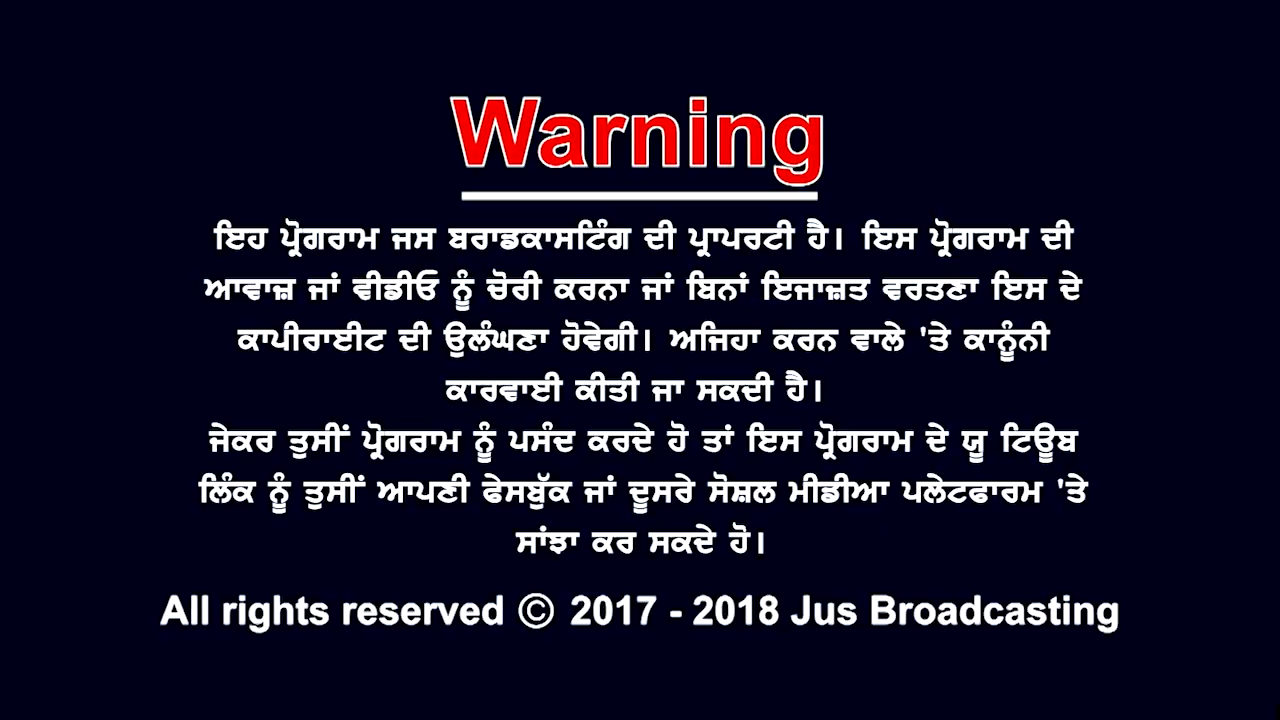 Warning
ਇਹ ਪ੍ਰੋਗਰਾਮ ਜਸ ਬਰਾਡਕਾਸਟਿੰਗ ਦੀ ਪ੍ਰਾਪਰਟੀ ਹੈ। ਇਸ ਪ੍ਰੋਗਰਾਮ ਦੀ
ਆਵਾਜ਼ ਜਾਂ ਵੀਡੀਓ ਨੂੰ ਚੋਰੀ ਕਰਨਾ ਜਾਂ ਬਿਨਾਂ ਇਜਾਜ਼ਤ ਵਰਤਣਾ ਇਸ ਦੇ
ਕਾਪੀਰਾਈਟ ਦੀ ਉਲੰਘਣਾ ਹੋਵੇਗੀ। ਅਜਿਹਾ ਕਰਨ ਵਾਲੇ 'ਤੇ ਕਾਨੂੰਨੀ
ਕਾਰਵਾਈ ਕੀਤੀ ਜਾ ਸਕਦੀ ਹੈ।
ਜੇਕਰ ਤੁਸੀਂ ਪ੍ਰੋਗਰਾਮ ਨੂੰ ਪਸੰਦ ਕਰਦੇ ਹੋ ਤਾਂ ਇਸ ਪ੍ਰੋਗਰਾਮ ਦੇ ਯੂ ਟਿਊਬ
ਲਿੰਕ ਨੂੰ ਤੁਸੀਂ ਆਪਣੀ ਫੇਸਬੁੱਕ ਜਾਂ ਦੂਸਰੇ ਸੋਸ਼ਲ ਮੀਡੀਆ ਪਲੇਟਫਾਰਮ 'ਤੇ
ਸਾਂਝਾ ਕਰ ਸਕਦੇ ਹੋ।
All rights reserved © 2017 - 2018 Jus Broadcasting